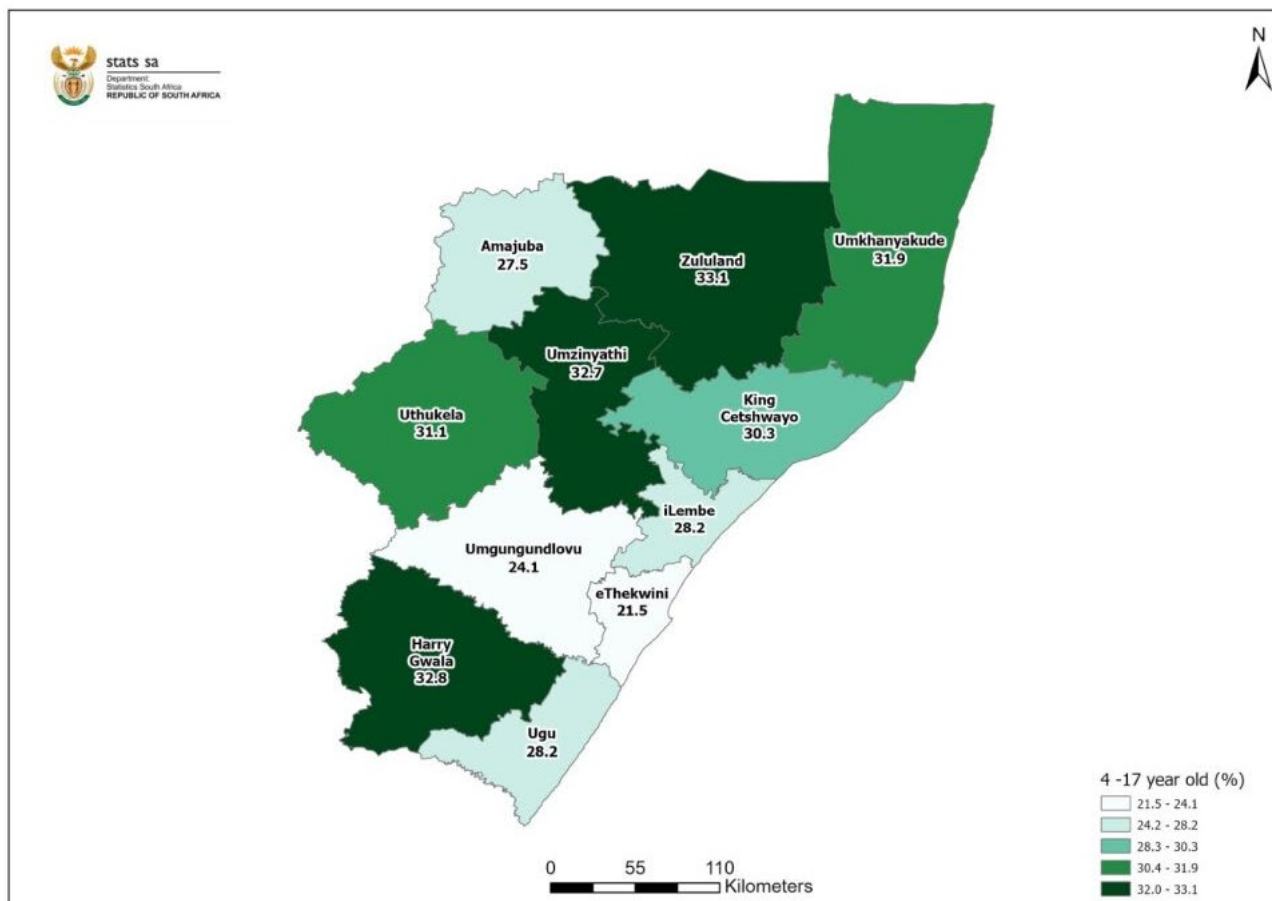 stats sa
Department:
Statistics South Africa
REPUBLIC OF SOUTH AFRICA
N
Amajuba
27.5
Zululand
33.1
Umkhanyakude
31.9
Umzinyathi
32.7
Uthukela
31.1
King
Cetshwayo
30.3
iLembe
28.2
Umgungundlovu
24.1
eThekwini
21.5
Harry
Gwala
32.8
Ugu
28.2
4 -17 year old (%)
21.5 - 24.1
24.2 - 28.2
28.3 - 30.3
30.4 - 31.9
32.0 - 33.1
0 55 110
Kilometers